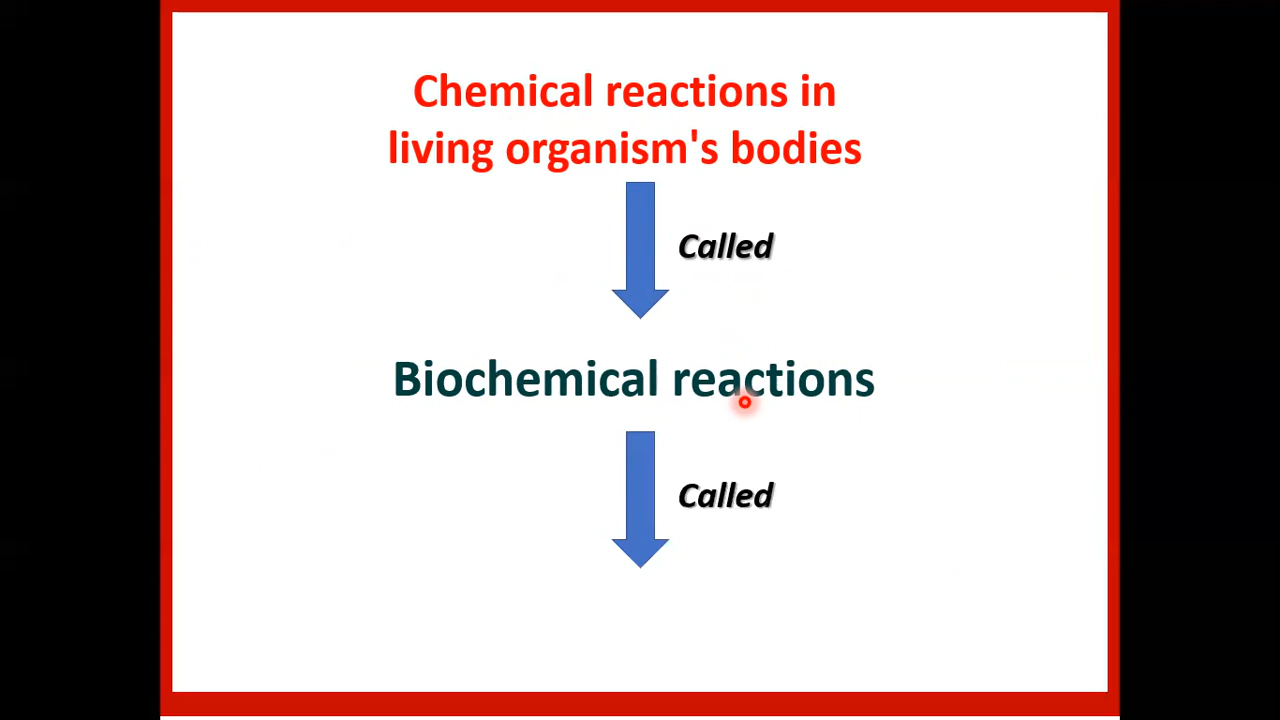 Chemical reactions in
living organism's bodies
Called
Biochemical reactions
Called